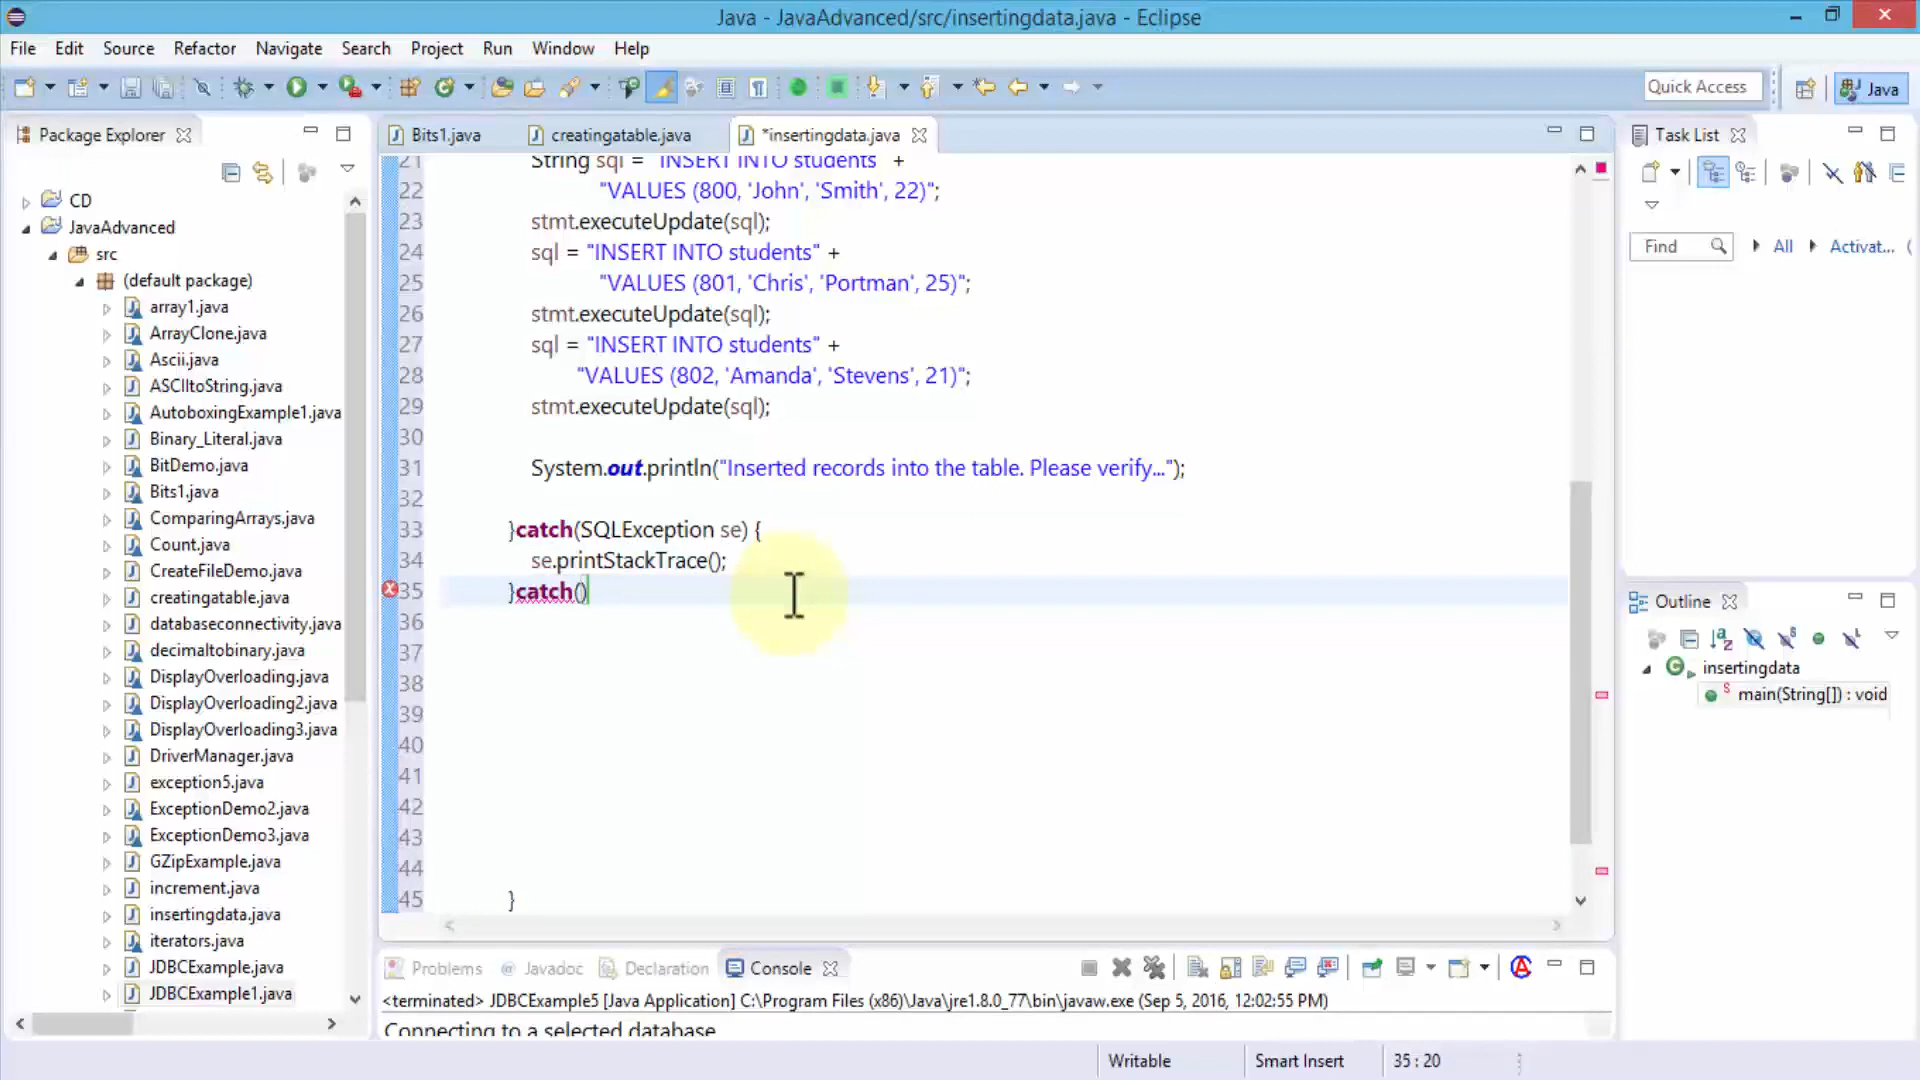 Java - JavaAdvanced/src/insertingdata.java - Eclipse
File Edit Source Refactor Navigate Search Project Run Window Help
Quick Access
Java
Package Explorer
Bits1.java
creatingatable.java
*insertingdata.java
Task List
CD
JavaAdvanced
src
(default package)
array1.java
ArrayClone.java
Ascii.java
ASCIItoString.java
AutoboxingExample1.java
Binary_Literal.java
BitDemo.java
Bits1.java
ComparingArrays.java
Count.java
CreateFileDemo.java
creatingatable.java
databaseconnectivity.java
decimaltobinary.java
DisplayOverloading.java
DisplayOverloading2.java
DisplayOverloading3.java
DriverManager.java
exception5.java
ExceptionDemo2.java
ExceptionDemo3.java
GZipExample.java
increment.java
insertingdata.java
iterators.java
JDBCExample.java
JDBCExample1.java
21 String sql = "INSERT INTO students" +
22 "VALUES (800, 'John', 'Smith', 22)";
23 stmt.executeUpdate(sql);
24 sql = "INSERT INTO students" +
25 "VALUES (801, 'Chris', 'Portman', 25)";
26 stmt.executeUpdate(sql);
27 sql = "INSERT INTO students" +
28 "VALUES (802, 'Amanda', 'Stevens', 21)";
29 stmt.executeUpdate(sql);
30
31 System.out.println("Inserted records into the table. Please verify...");
32
33 }catch(SQLException se) {
34 se.printStackTrace();
35 }catch()
36
37
38
39
40
41
42
43
44
45 }
Find All Activat...
Outline
insertingdata
main(String[]) : void
Problems Javadoc Declaration Console
<terminated> JDBCExample5 [Java Application] C:\Program Files (x86)\Java\jre1.8.0_77\bin\javaw.exe (Sep 5, 2016, 12:02:55 PM)
Connecting to a selected database
Writable Smart Insert 35 : 20